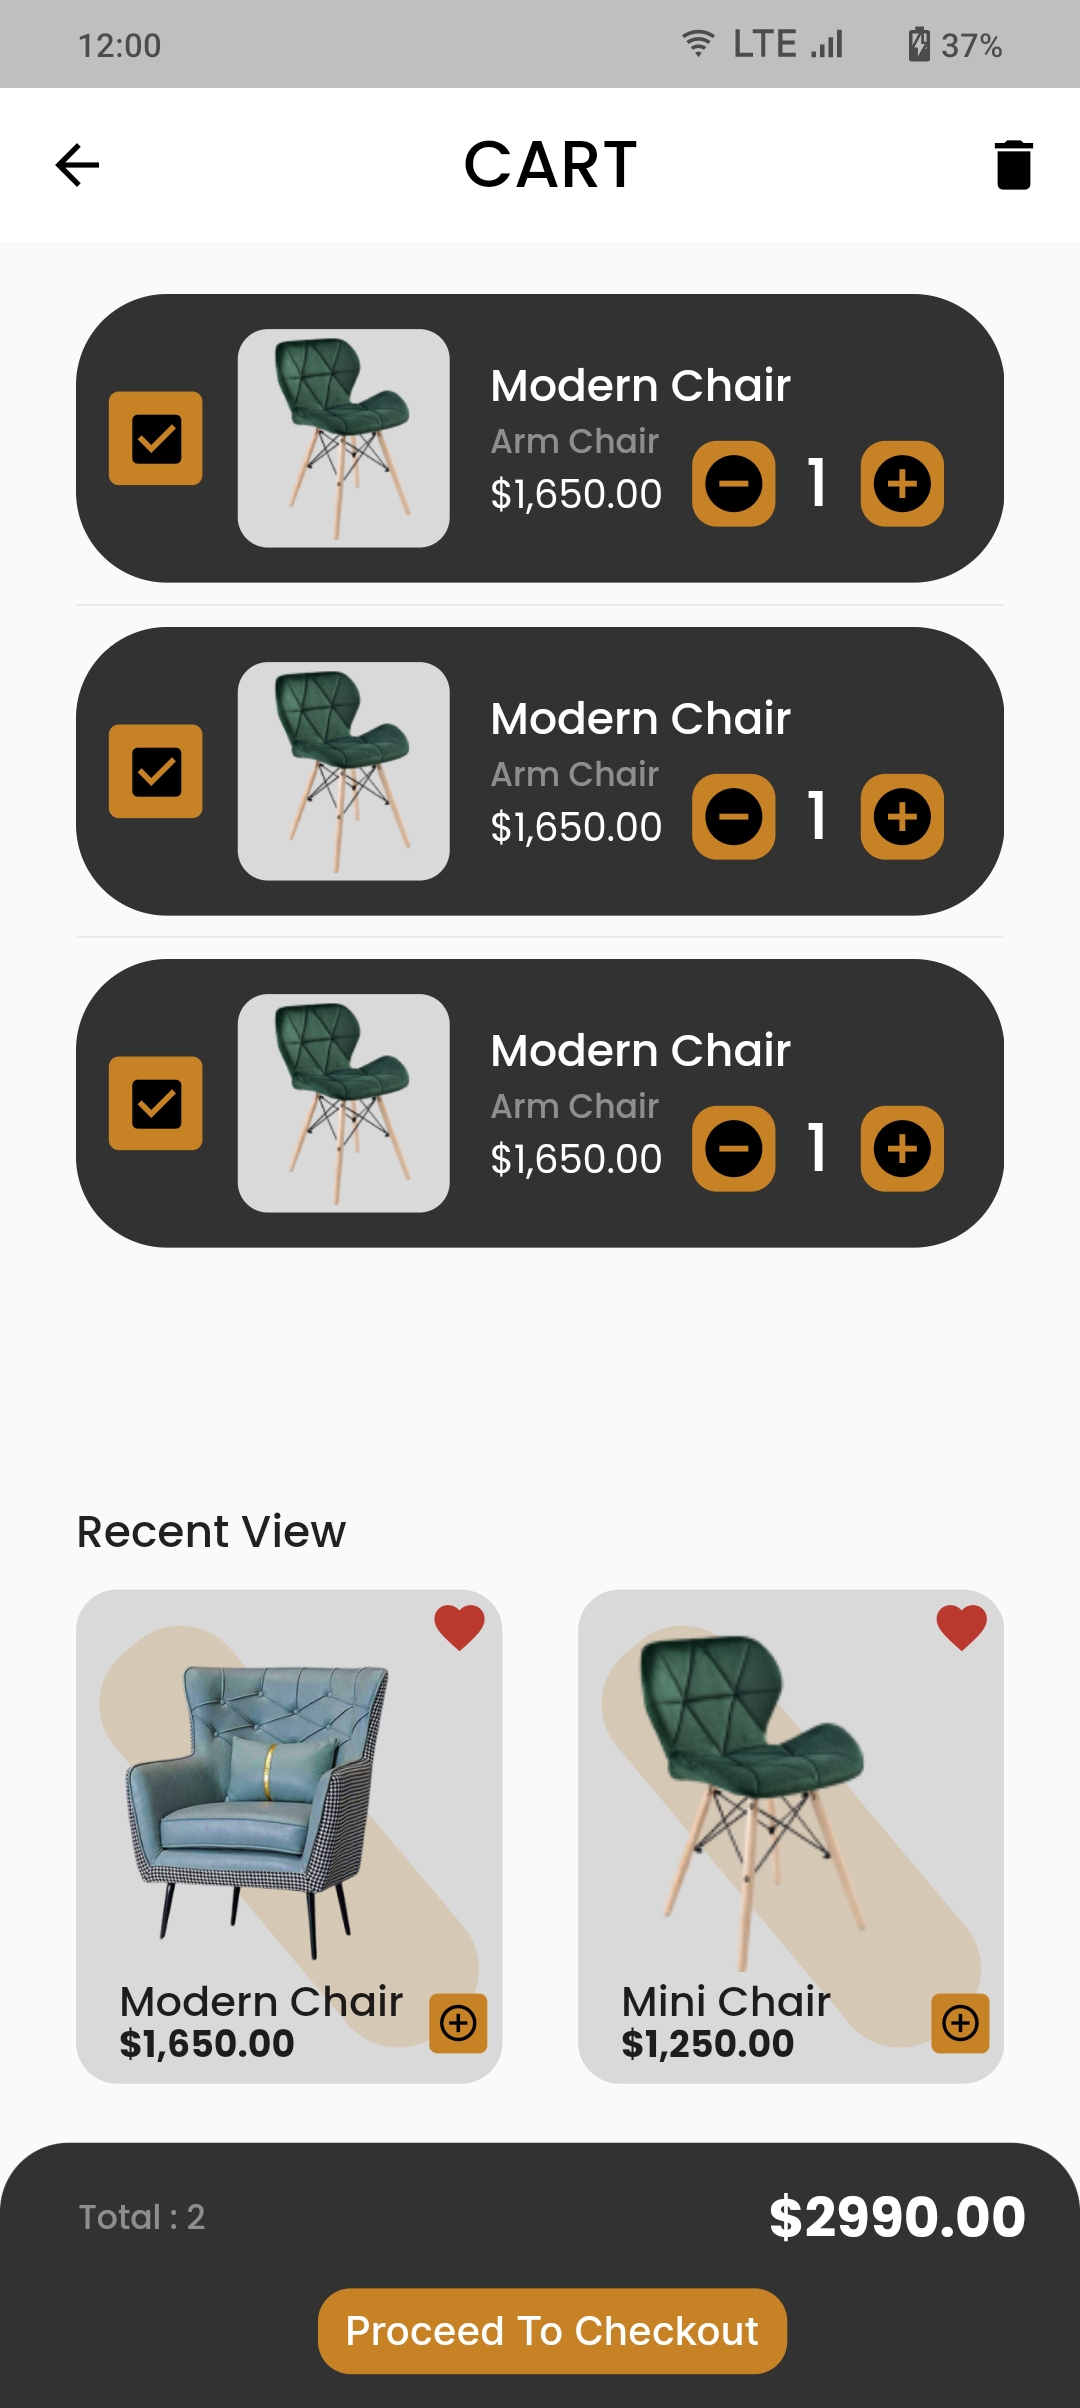 12:00 LTE 37%
CART
Modern Chair
Arm Chair
$1,650.00 1
Modern Chair
Arm Chair
$1,650.00 1
Modern Chair
Arm Chair
$1,650.00 1
Recent View
Modern Chair
$1,650.00
Mini Chair
$1,250.00
Total : 2 $2990.00
Proceed To Checkout